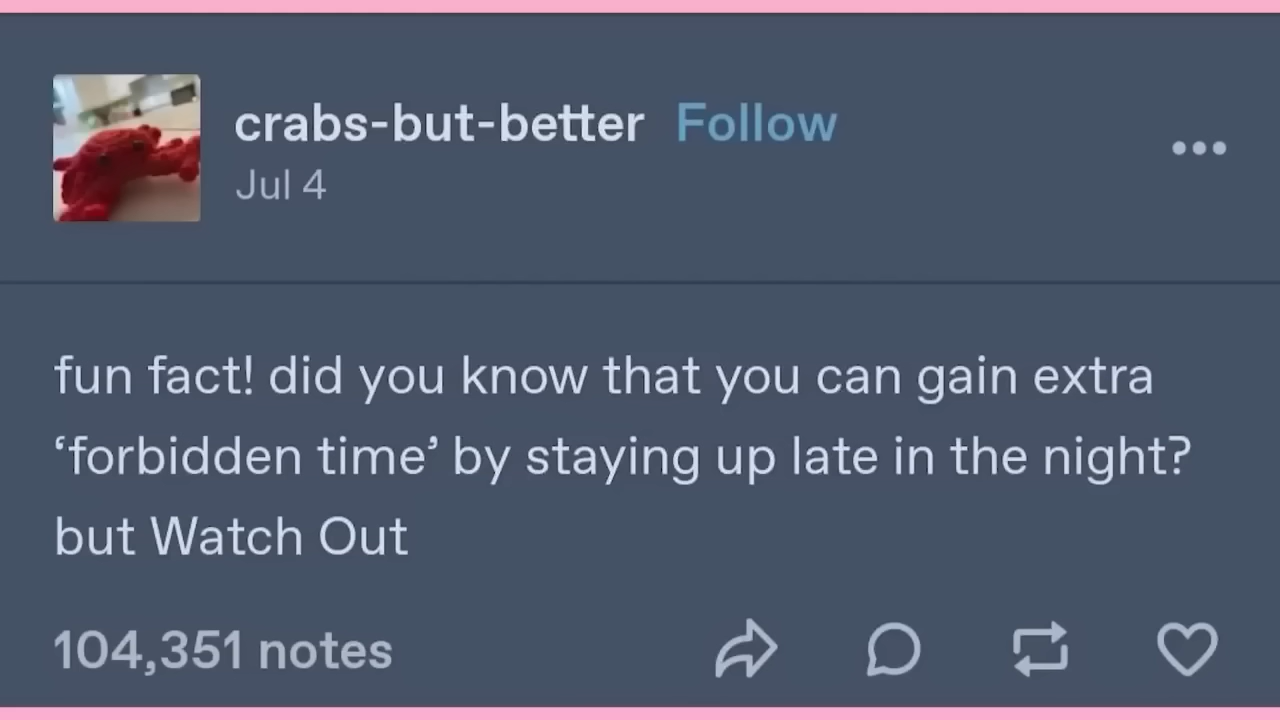 crabs-but-better Follow
Jul 4
fun fact! did you know that you can gain extra
‘forbidden time’ by staying up late in the night?
but Watch Out
104,351 notes